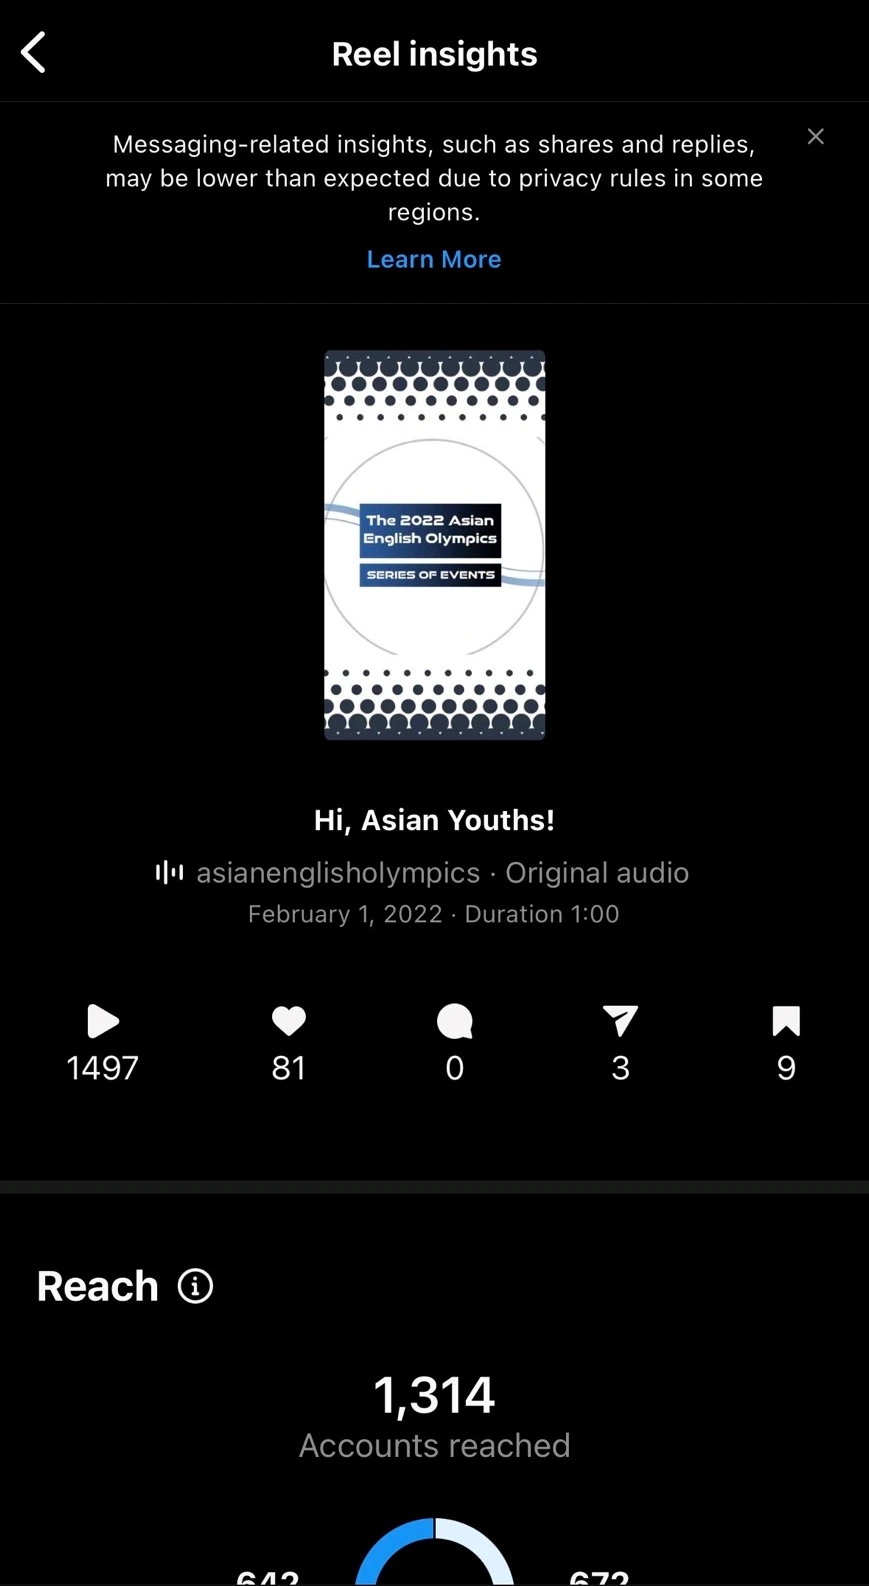 Reel insights
Messaging-related insights, such as shares and replies,
may be lower than expected due to privacy rules in some
regions.
Learn More
The 2022 Asian
English Olympics
SERIES OF EVENTS
Hi, Asian Youths!
asianenglisholympics · Original audio
February 1, 2022 · Duration 1:00
1497 81 0 3 9
Reach
1,314
Accounts reached
642 672